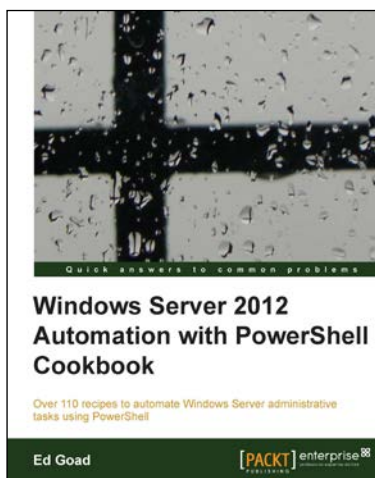 Quick answers to common problems
Windows Server 2012
Automation with PowerShell
Cookbook
Over 110 recipes to automate Windows Server administrative
tasks using PowerShell
Ed Goad
[PACKT] enterprise
PUBLISHING